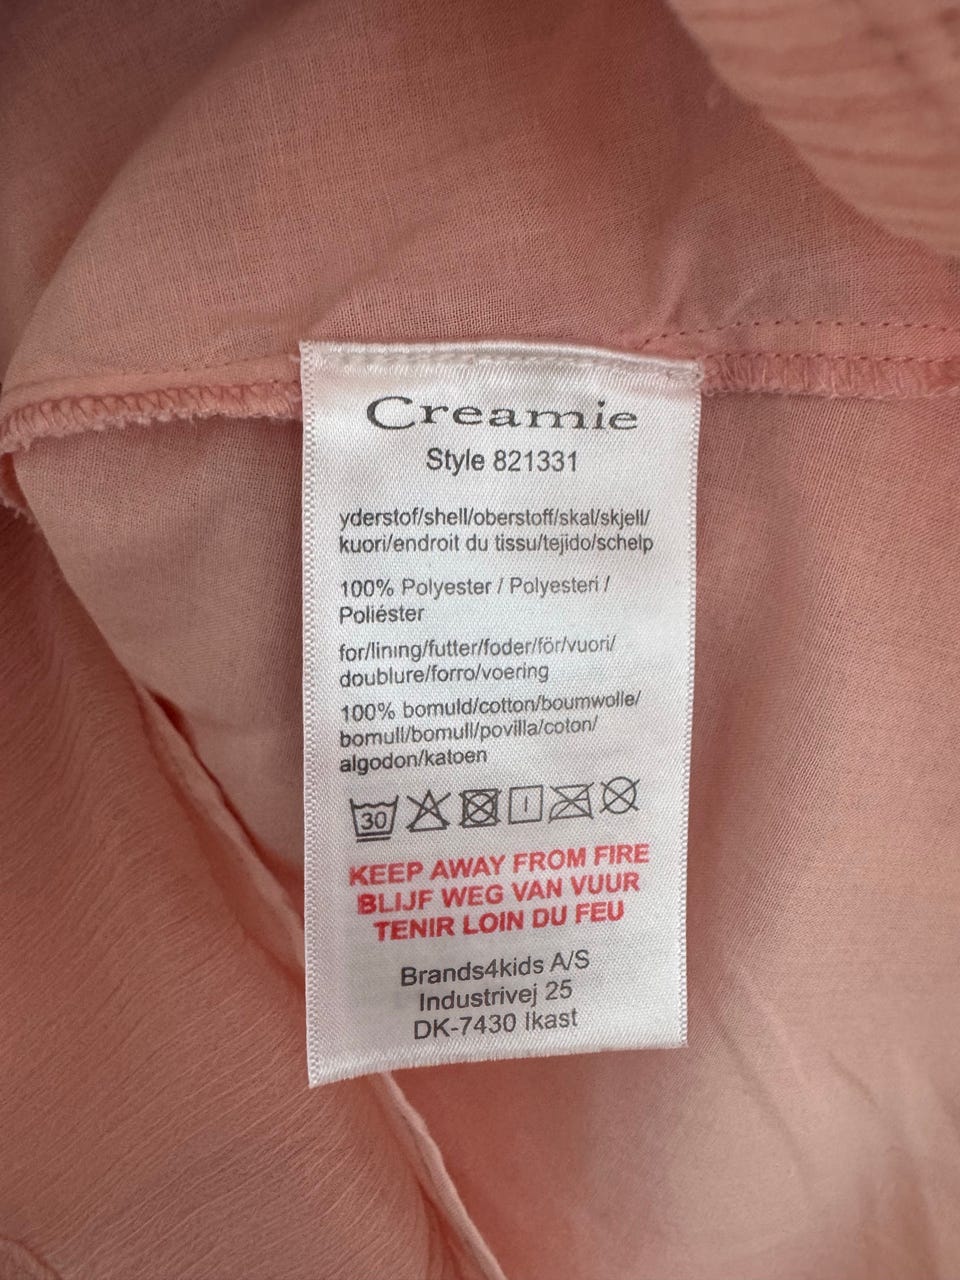 Creamie
Style 821331
yderstof/shell/oberstoff/skal/skjell/
kuori/endroit du tissu/tejido/schelp
100% Polyester / Polyesteri /
Poliéster
for/lining/futter/foder/för/vuori/
doublure/forro/voering
100% bomuld/cotton/boumwolle/
bomull/bomull/povilla/coton/
algodon/katoen
30
KEEP AWAY FROM FIRE
BLIJF WEG VAN VUUR
TENIR LOIN DU FEU
Brands4kids A/S
Industrivej 25
DK-7430 Ikast